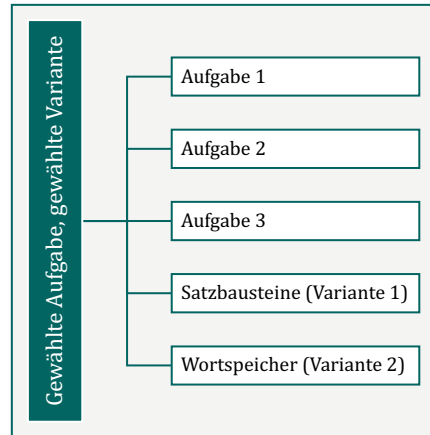 Gewählte Aufgabe, gewählte Variante
Aufgabe 1
Aufgabe 2
Aufgabe 3
Satzbausteine (Variante 1)
Wortspeicher (Variante 2)